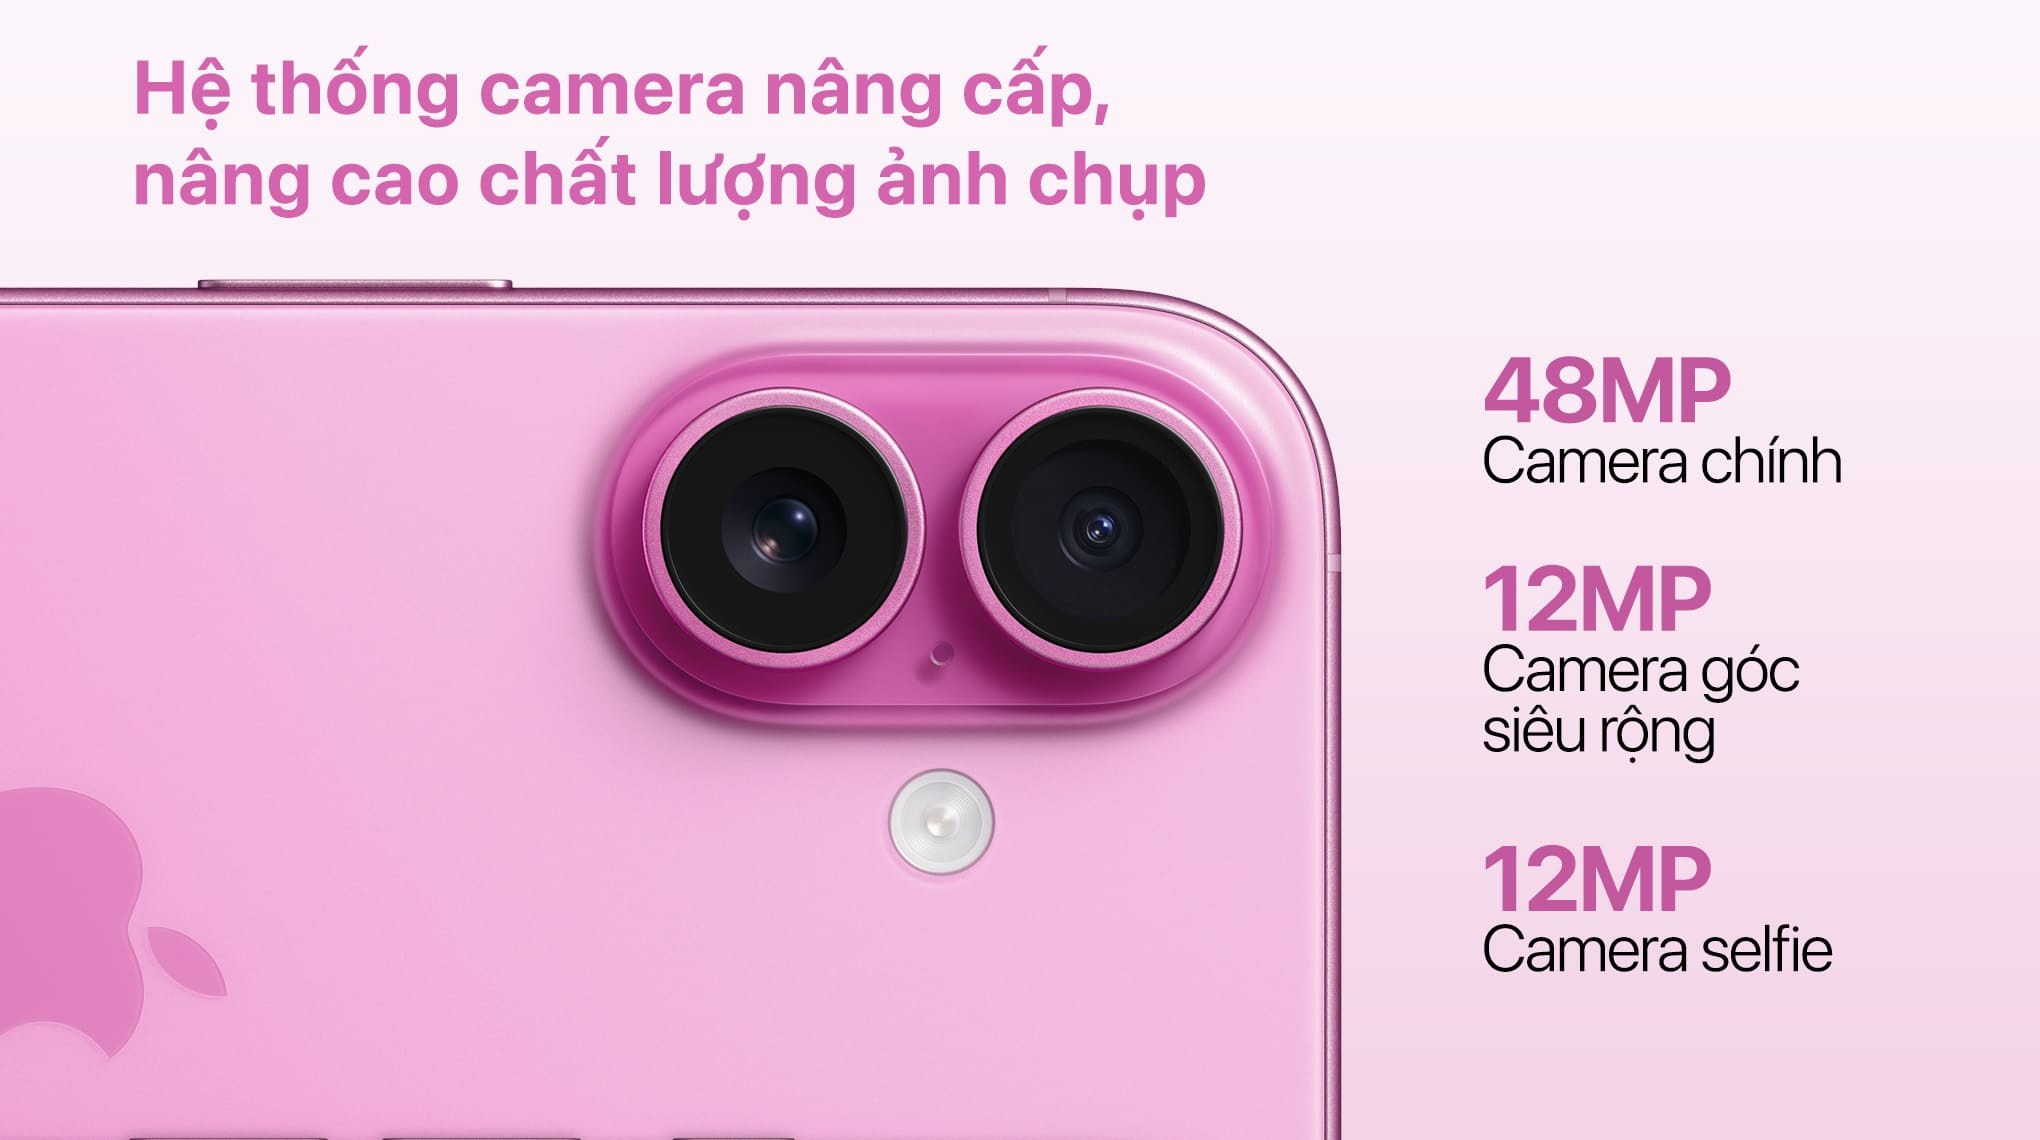 Hệ thống camera nâng cấp,
nâng cao chất lượng ảnh chụp
48MP
Camera chính
12MP
Camera góc
siêu rộng
12MP
Camera selfie